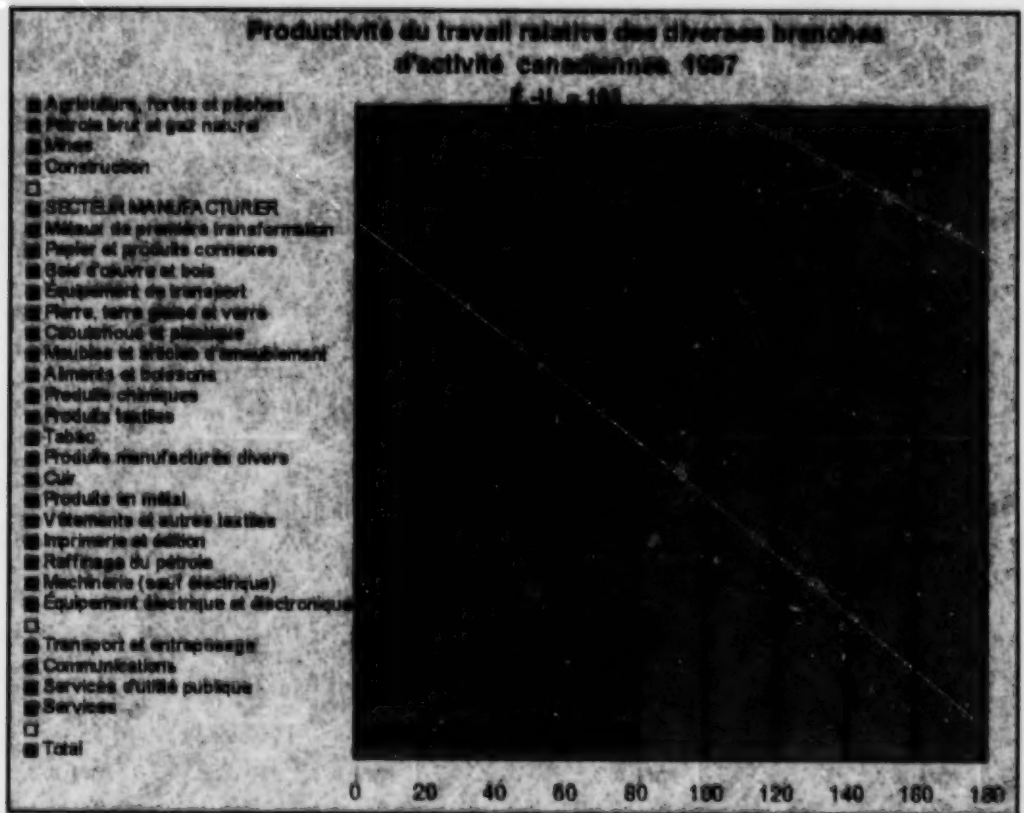 Productivité du travail relative des diverses branches
d'activité canadiennes 1997
É.-U. = 100
Agriculture, forêts et pêches
Pétrole brut et gaz naturel
Mines
Construction
SECTEUR MANUFACTURIER
Métaux de première transformation
Papier et produits connexes
Bois d'œuvre et bois
Équipement de transport
Pierre, terre glaise et verre
Caoutchouc et plastique
Meubles et articles d'ameublement
Aliments et boissons
Produits chimiques
Produits textiles
Tabac
Produits manufacturés divers
Cuir
Produits en métal
Vêtements et autres textiles
Imprimerie et édition
Raffinage du pétrole
Machinerie (sauf électrique)
Équipement électrique et électronique
Transport et entreposage
Communications
Services d'utilité publique
Services
Total
0 20 40 60 80 100 120 140 160 180